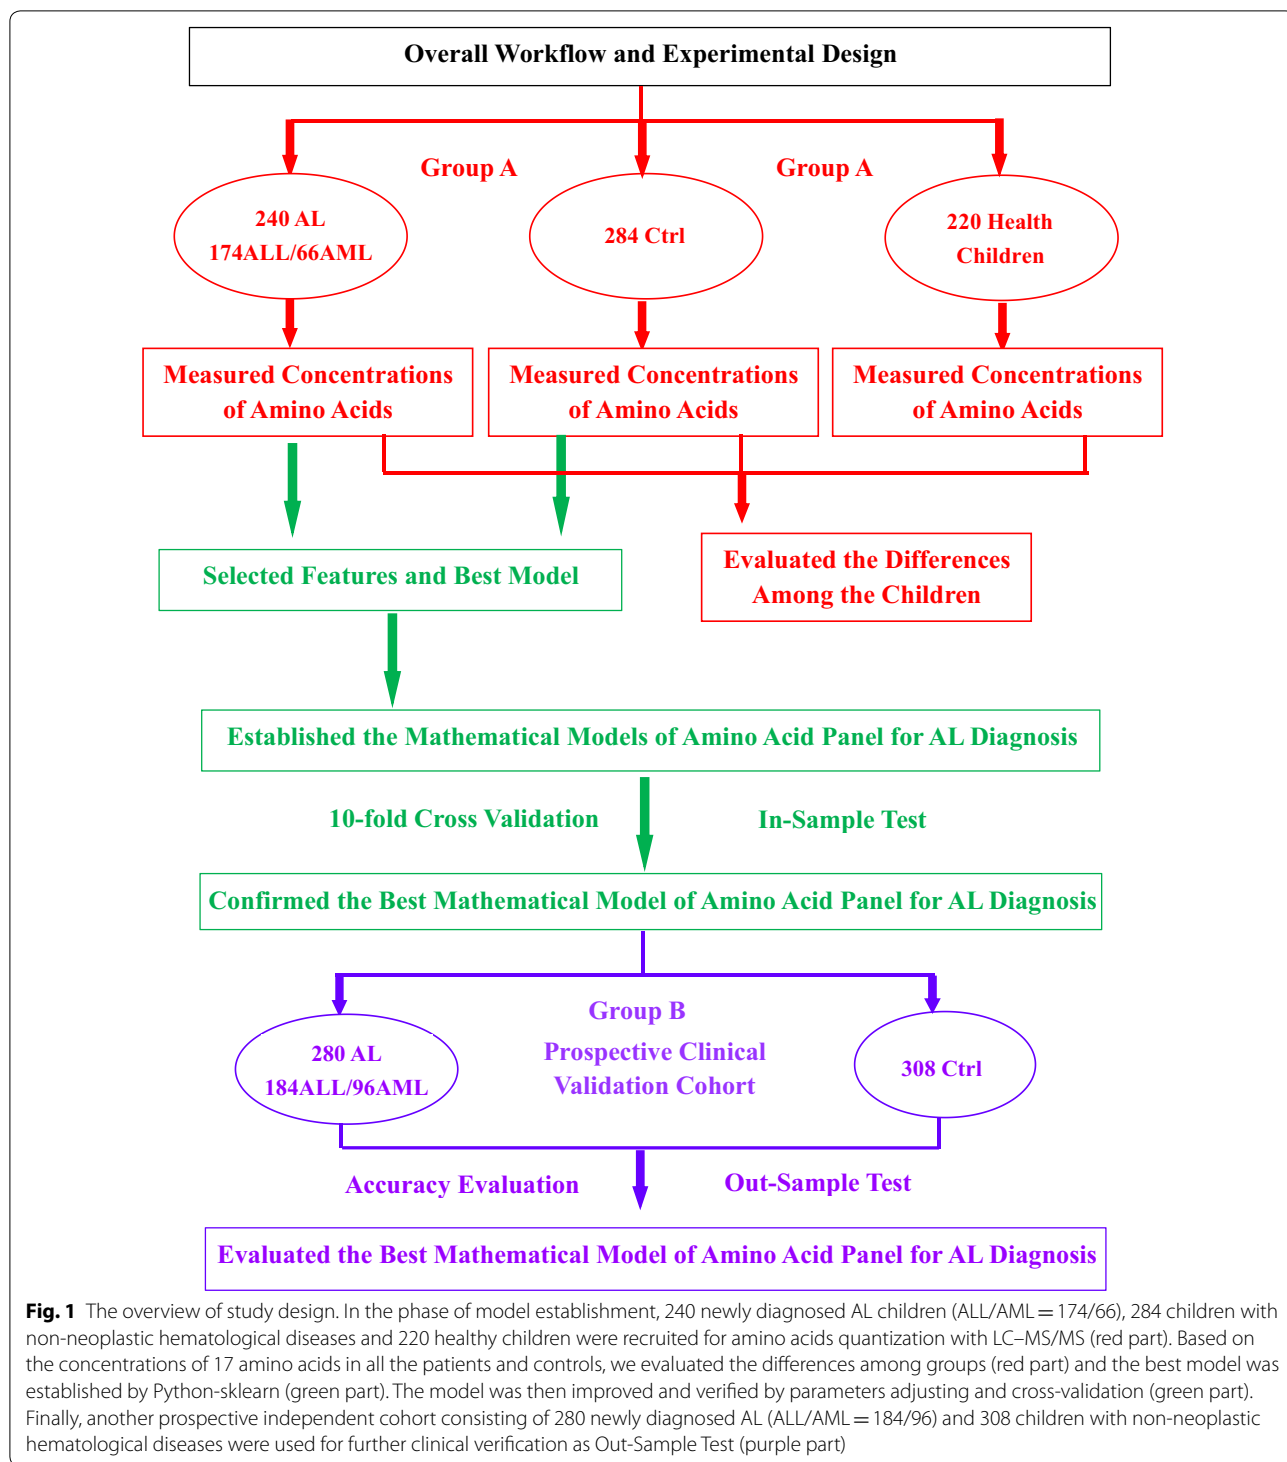 Overall Workflow and Experimental Design
Group A
Group A
240 AL
174ALL/66AML
284 Ctrl
220 Health
Children
Measured Concentrations
of Amino Acids
Measured Concentrations
of Amino Acids
Measured Concentrations
of Amino Acids
Selected Features and Best Model
Evaluated the Differences
Among the Children
Established the Mathematical Models of Amino Acid Panel for AL Diagnosis
10-fold Cross Validation
In-Sample Test
Confirmed the Best Mathematical Model of Amino Acid Panel for AL Diagnosis
Group B
Prospective Clinical
Validation Cohort
280 AL
184ALL/96AML
308 Ctrl
Accuracy Evaluation
Out-Sample Test
Evaluated the Best Mathematical Model of Amino Acid Panel for AL Diagnosis
Fig. 1 The overview of study design. In the phase of model establishment, 240 newly diagnosed AL children (ALL/AML = 174/66), 284 children with
non-neoplastic hematological diseases and 220 healthy children were recruited for amino acids quantization with LC–MS/MS (red part). Based on
the concentrations of 17 amino acids in all the patients and controls, we evaluated the differences among groups (red part) and the best model was
established by Python-sklearn (green part). The model was then improved and verified by parameters adjusting and cross-validation (green part).
Finally, another prospective independent cohort consisting of 280 newly diagnosed AL (ALL/AML = 184/96) and 308 children with non-neoplastic
hematological diseases were used for further clinical verification as Out-Sample Test (purple part)